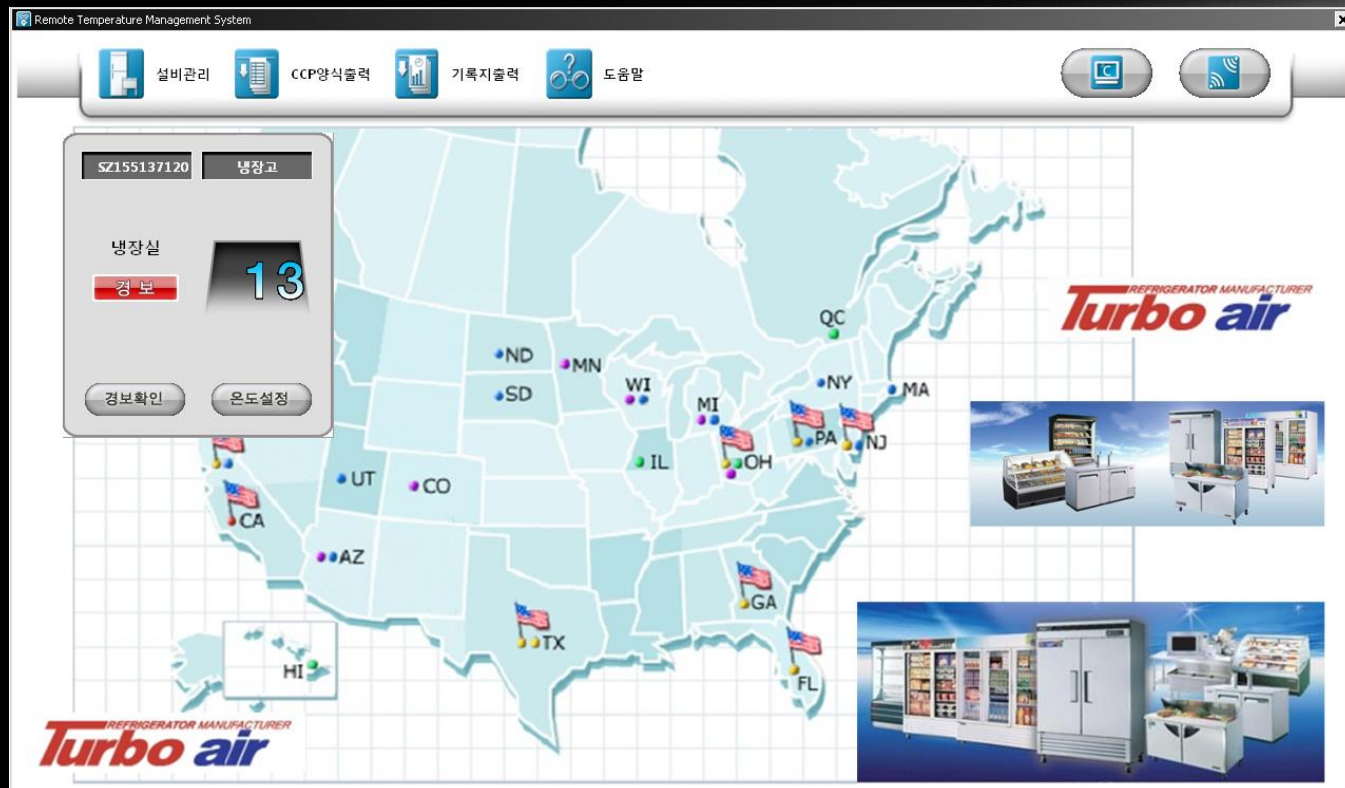 Remote Temperature Management System
설비관리 CCP양식출력 기록지출력 도움말
C
SZ155137120 냉장고
냉장실
경 보
13
경보확인 온도설정
QC
ND
MN
SD
WI
MI
NY
MA
PA
NJ
IL
OH
UT
CO
CA
AZ
GA
TX
FL
HI
REFRIGERATOR MANUFACTURER
Turbo air
REFRIGERATOR MANUFACTURER
Turbo air